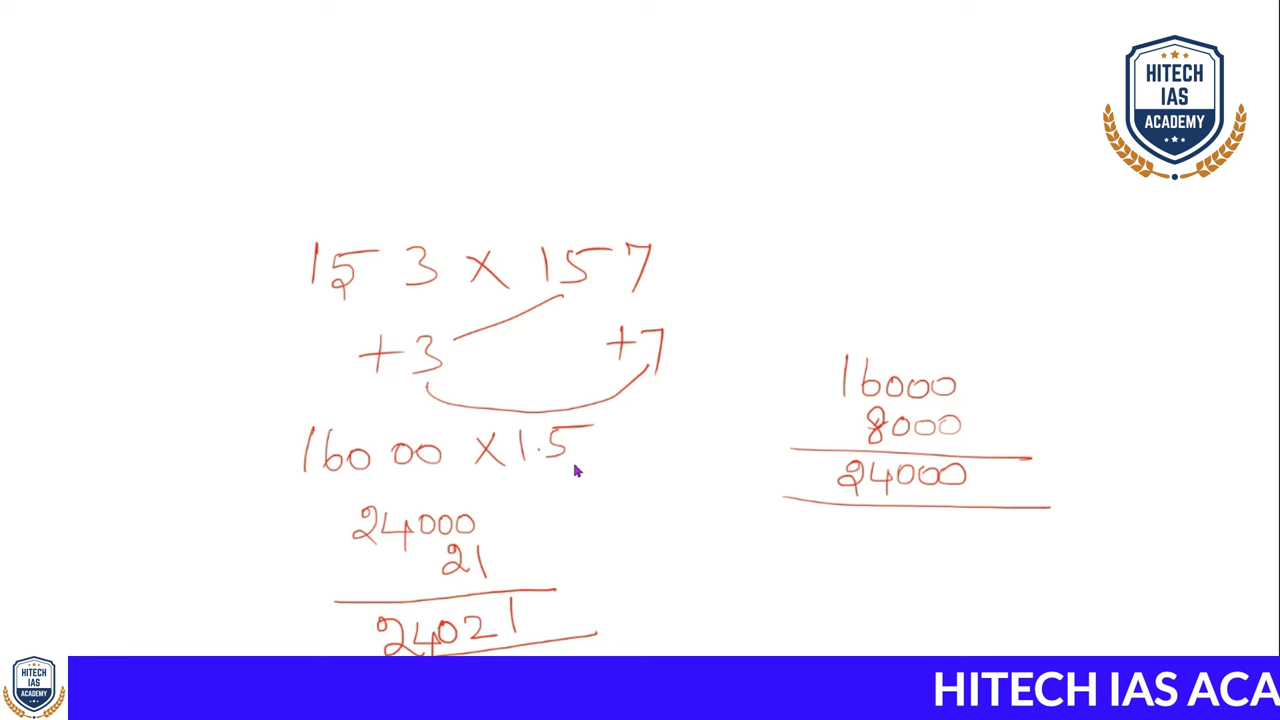 HITECH
IAS
ACADEMY
153 × 157
+3 +7
16000 × 1.5
24000
21
24021
16000
8000
24000
HITECH
IAS
ACADEMY
HITECH IAS ACA